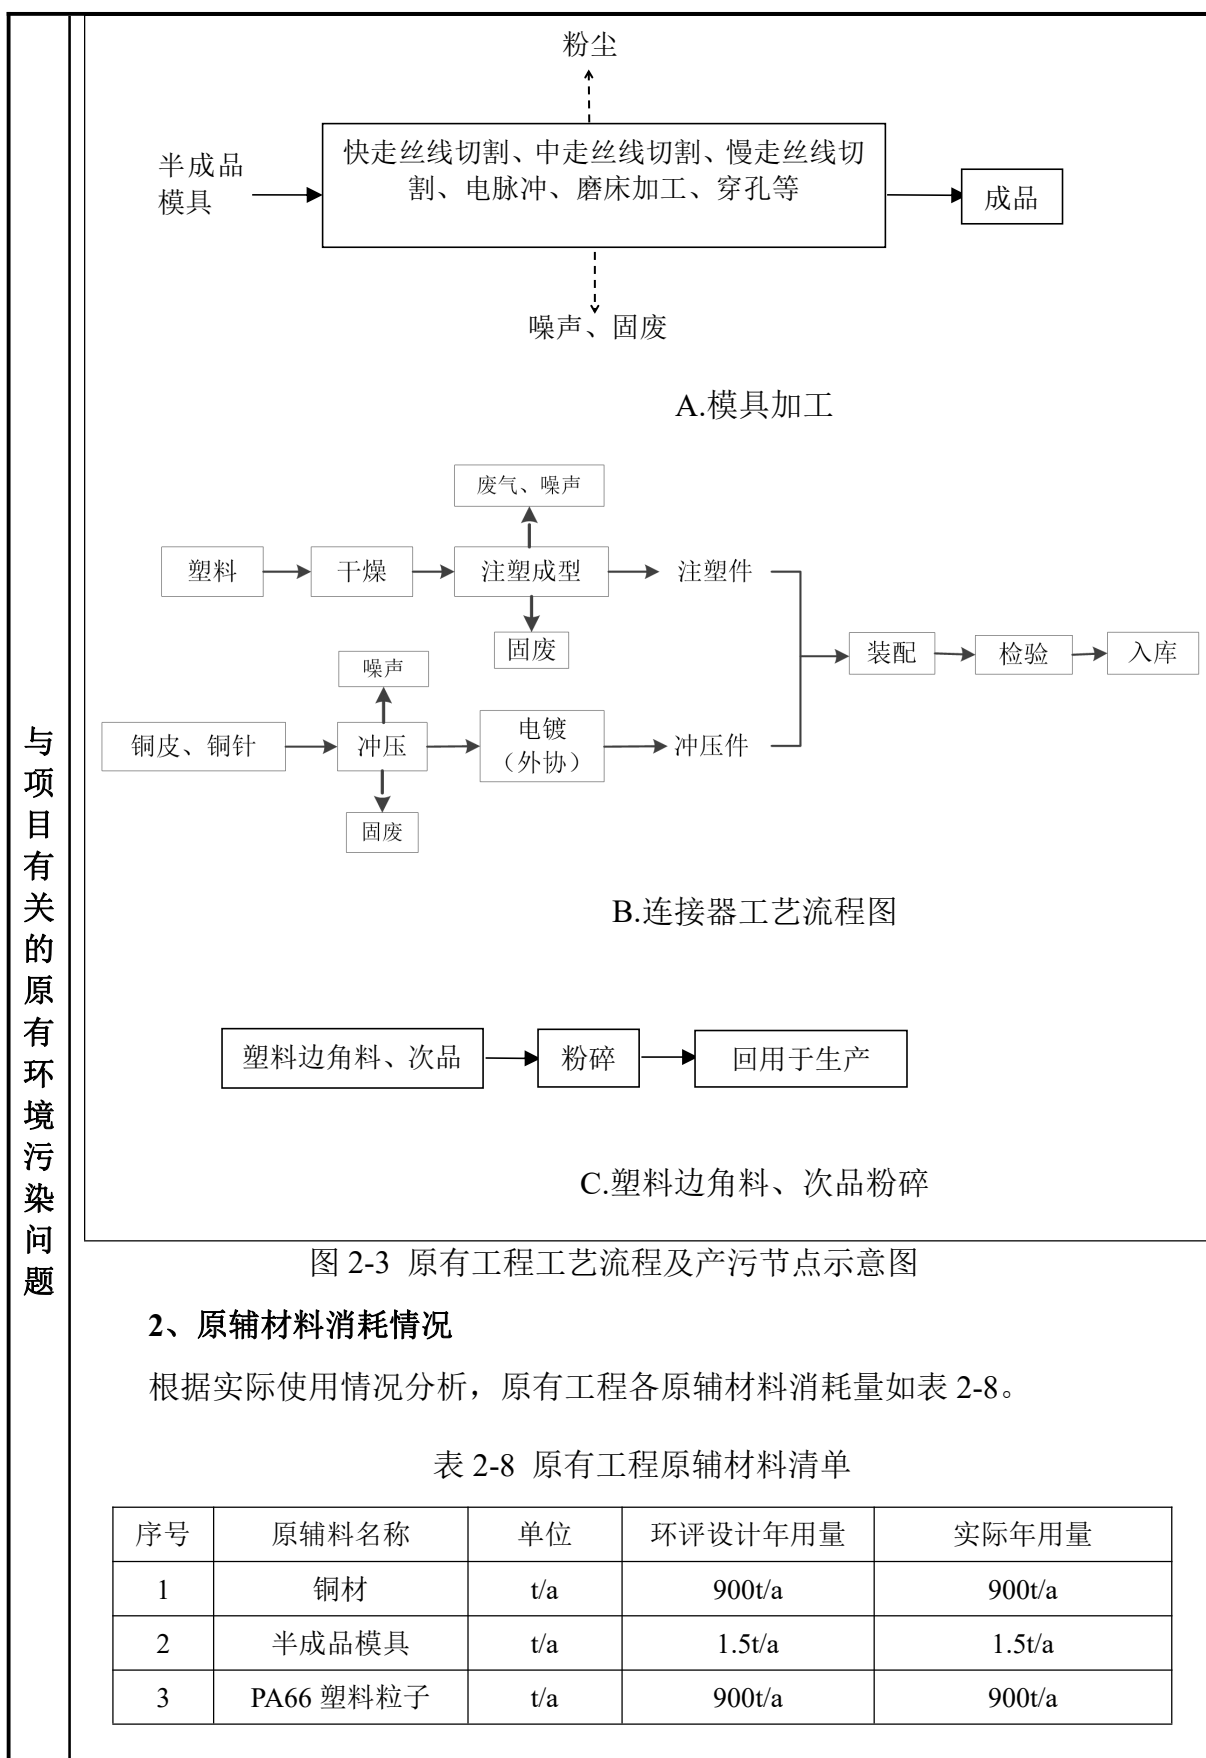 与项目有关的原有环境污染问题
粉尘
半成品
模具
快走丝线切割、中走丝线切割、慢走丝线切
割、电脉冲、磨床加工、穿孔等
成品
噪声、固废
A.模具加工
废气、噪声
塑料
干燥
注塑成型
注塑件
固废
噪声
装配
检验
入库
铜皮、铜针
冲压
电镀
（外协）
冲压件
固废
B.连接器工艺流程图
塑料边角料、次品
粉碎
回用于生产
C.塑料边角料、次品粉碎
图 2-3 原有工程工艺流程及产污节点示意图
2、原辅材料消耗情况
根据实际使用情况分析，原有工程各原辅材料消耗量如表 2-8。
表 2-8 原有工程原辅材料清单
序号 原辅料名称 单位 环评设计年用量 实际年用量
1 铜材 t/a 900t/a 900t/a
2 半成品模具 t/a 1.5t/a 1.5t/a
3 PA66 塑料粒子 t/a 900t/a 900t/a